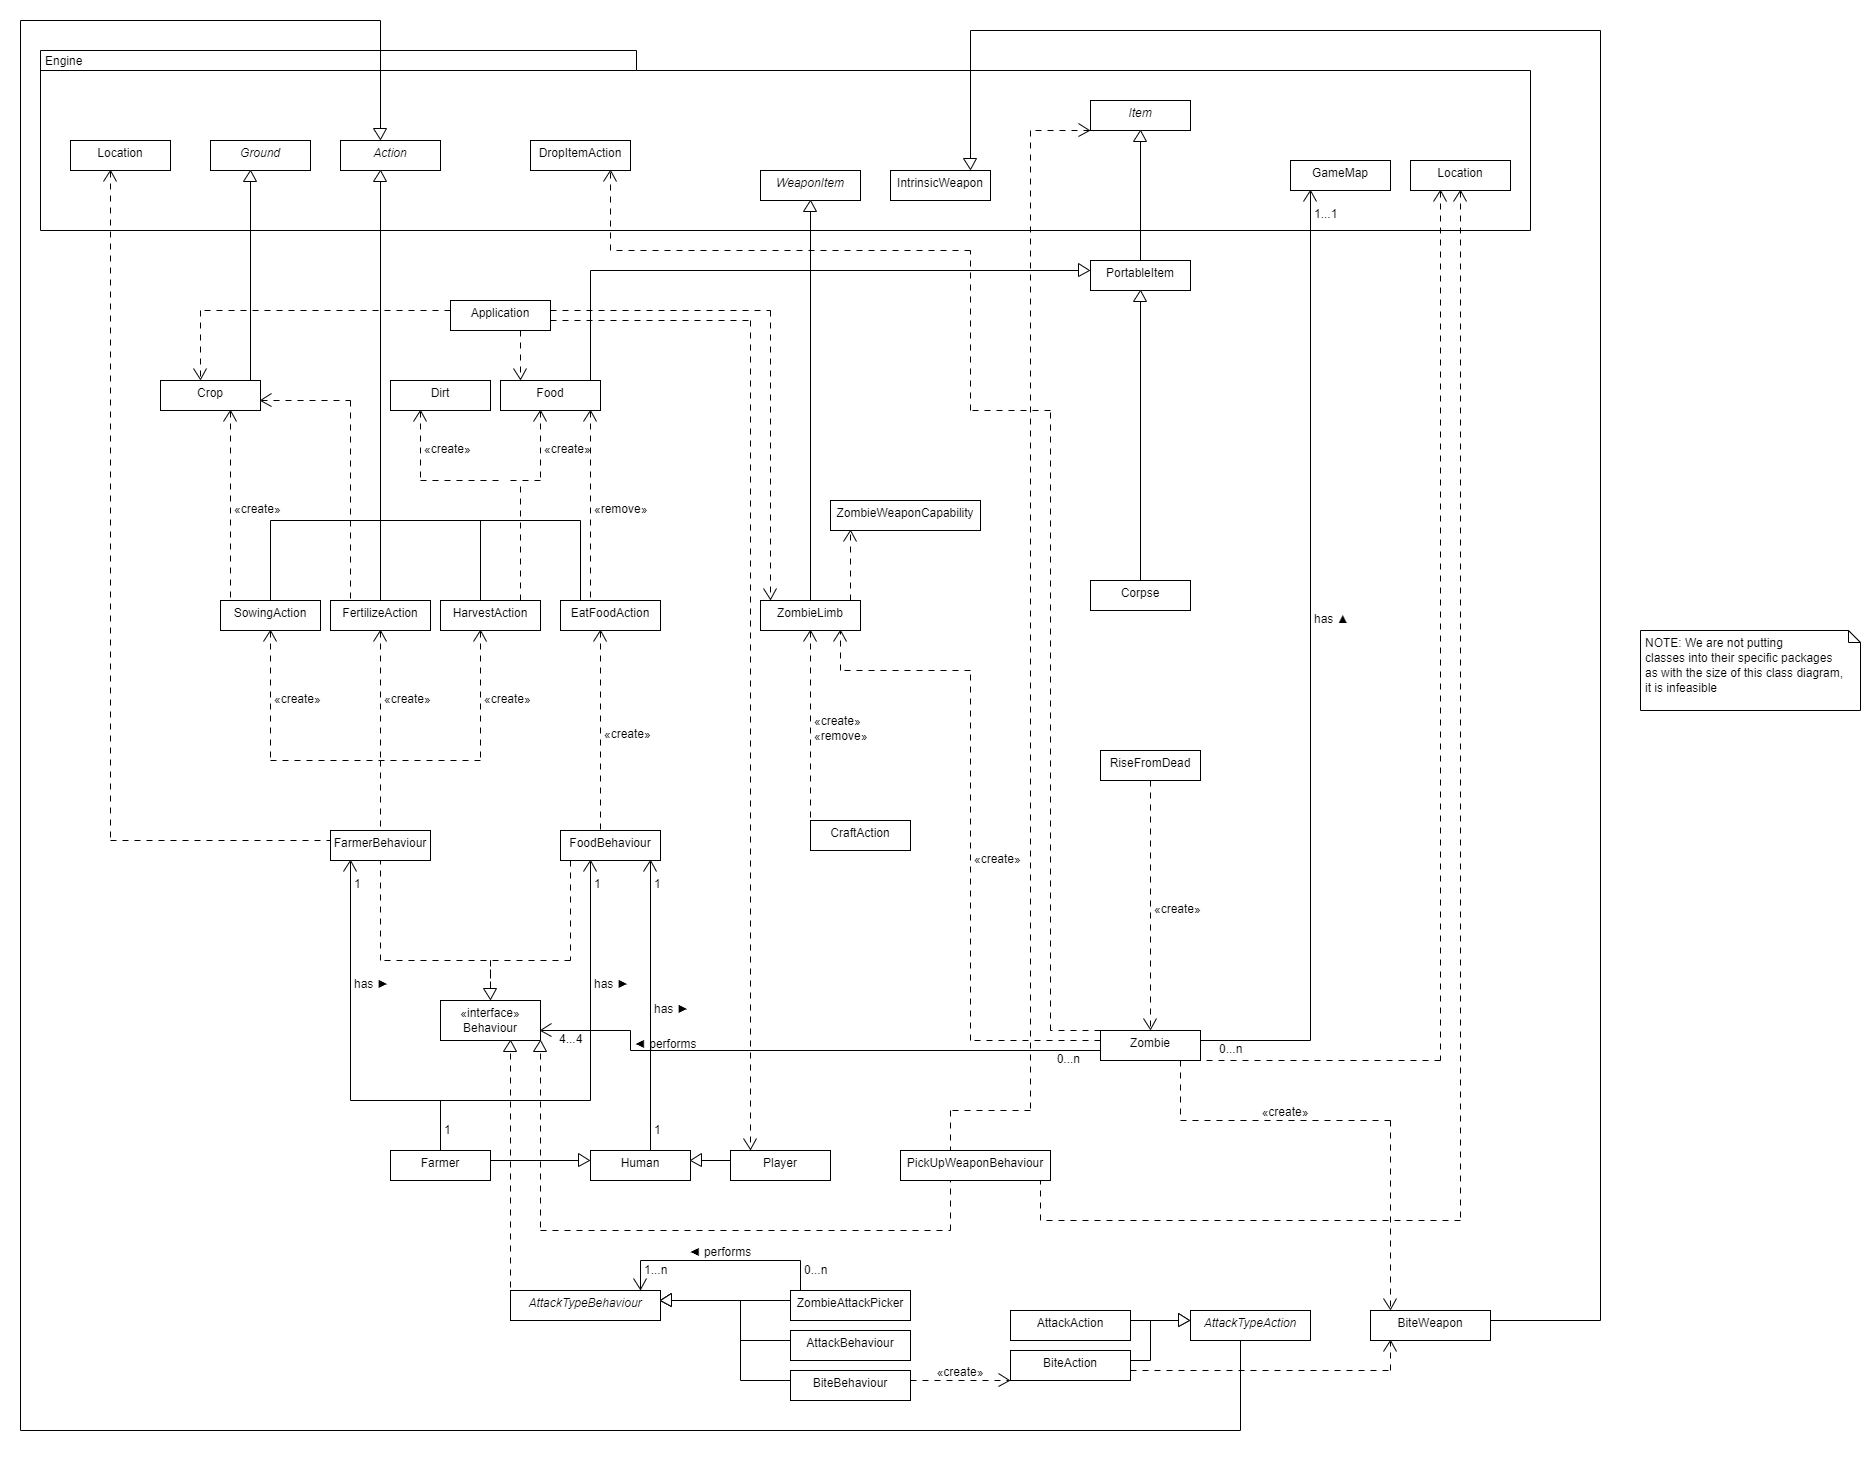 Engine
Item
Location
Ground
Action
DropItemAction
WeaponItem
IntrinsicWeapon
GameMap
Location
1...1
PortableItem
Application
Crop
Dirt
Food
«create»
«create»
«create»
«remove»
ZombieWeaponCapability
SowingAction
FertilizeAction
HarvestAction
EatFoodAction
ZombieLimb
Corpse
has ▲
NOTE: We are not putting
classes into their specific packages
as with the size of this class diagram,
it is infeasible
«create»
«create»
«create»
«create»
«create»
«remove»
RiseFromDead
CraftAction
FarmerBehaviour
FoodBehaviour
«create»
1
1
1
«create»
has ►
has ►
has ►
«interface»
Behaviour
4...4
◄ performs
0...n
Zombie
0...n
«create»
1
1
Farmer
Human
Player
PickUpWeaponBehaviour
◄ performs
1...n
0...n
AttackTypeBehaviour
ZombieAttackPicker
AttackBehaviour
BiteBehaviour
«create»
AttackAction
BiteAction
AttackTypeAction
BiteWeapon